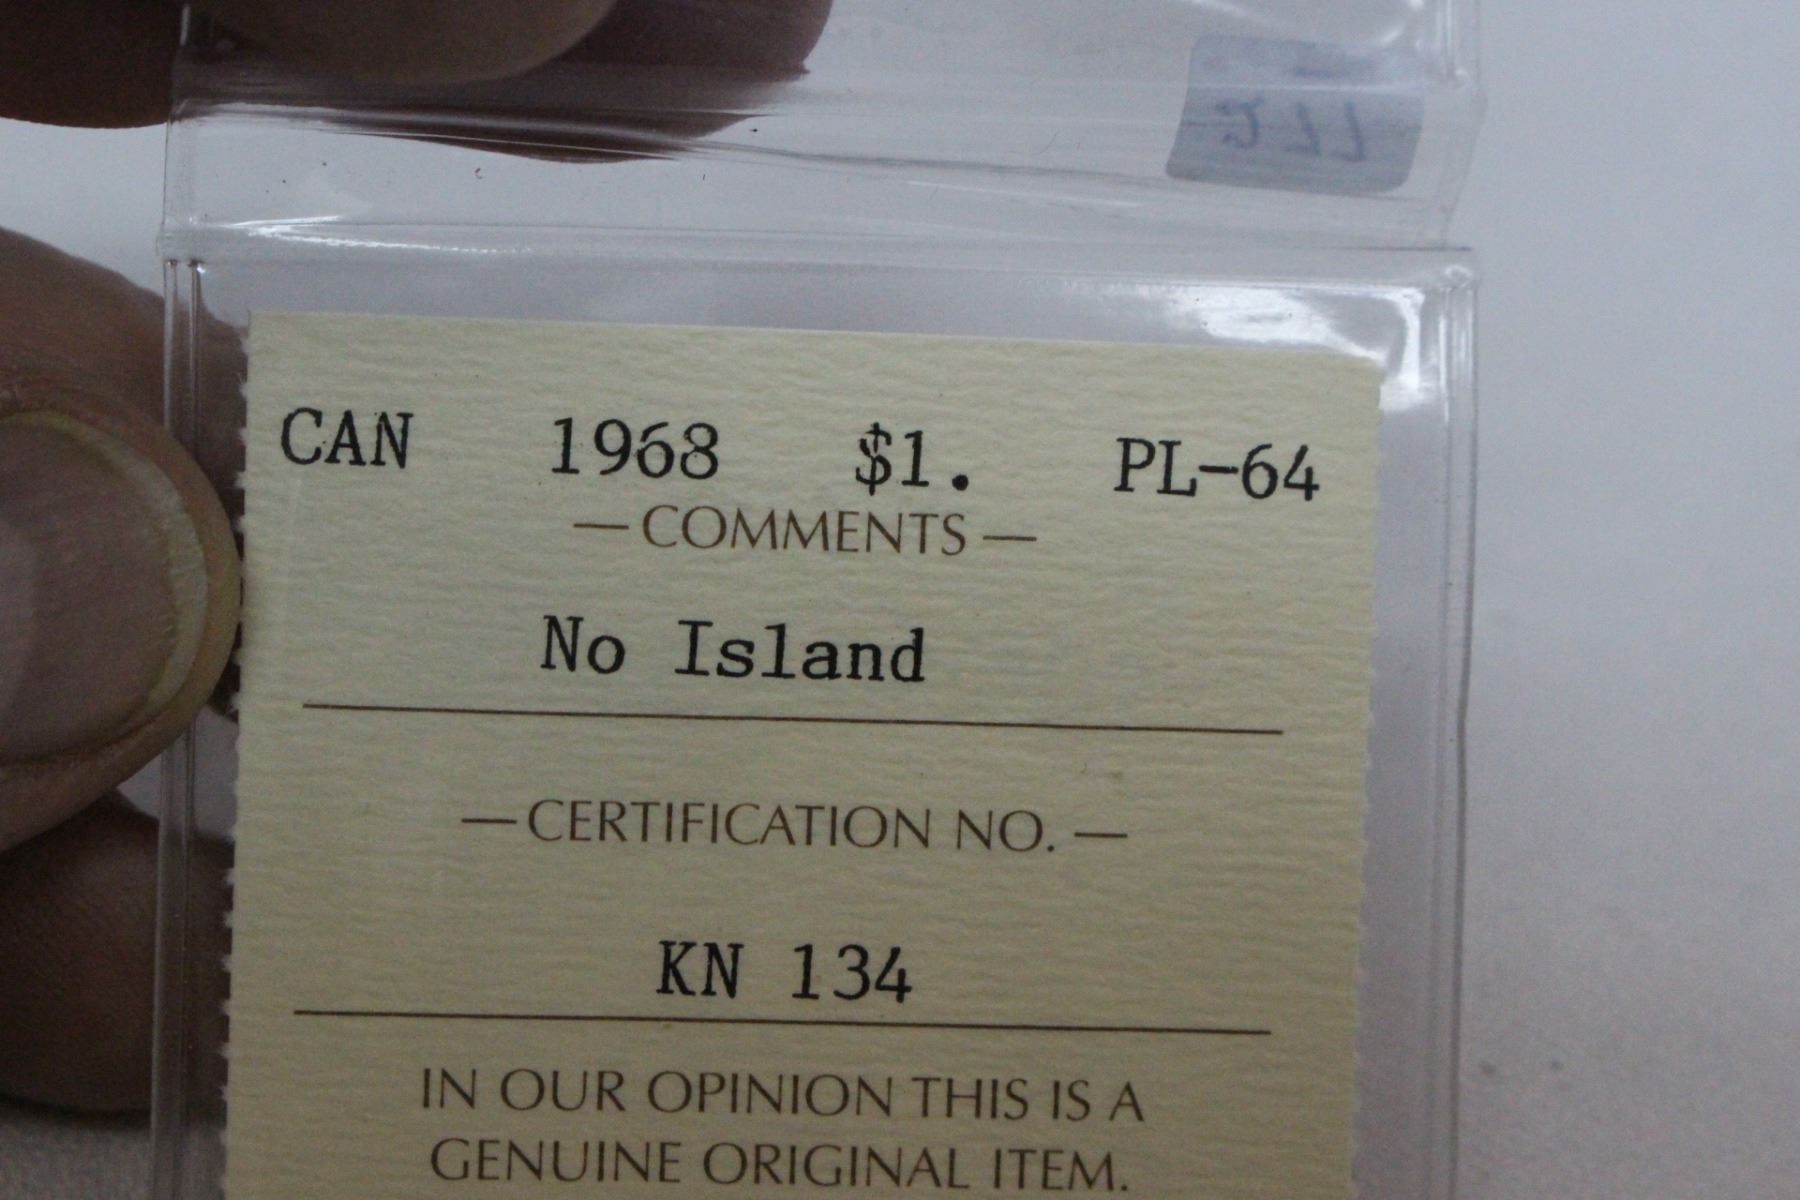 CAN 1968 $1. PL-64
— COMMENTS —
No Island
— CERTIFICATION NO. —
KN 134
IN OUR OPINION THIS IS A
GENUINE ORIGINAL ITEM.